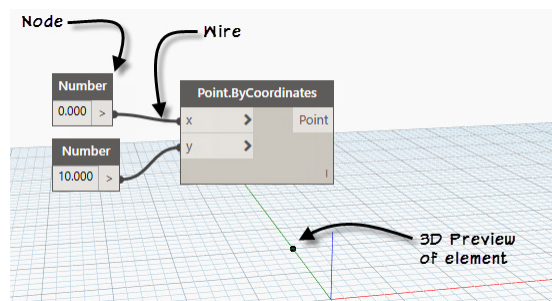 Node
Wire
Number
0.000 >
Point.ByCoordinates
x >
Point
Number
10.000 >
y >
l
3D Preview
of element